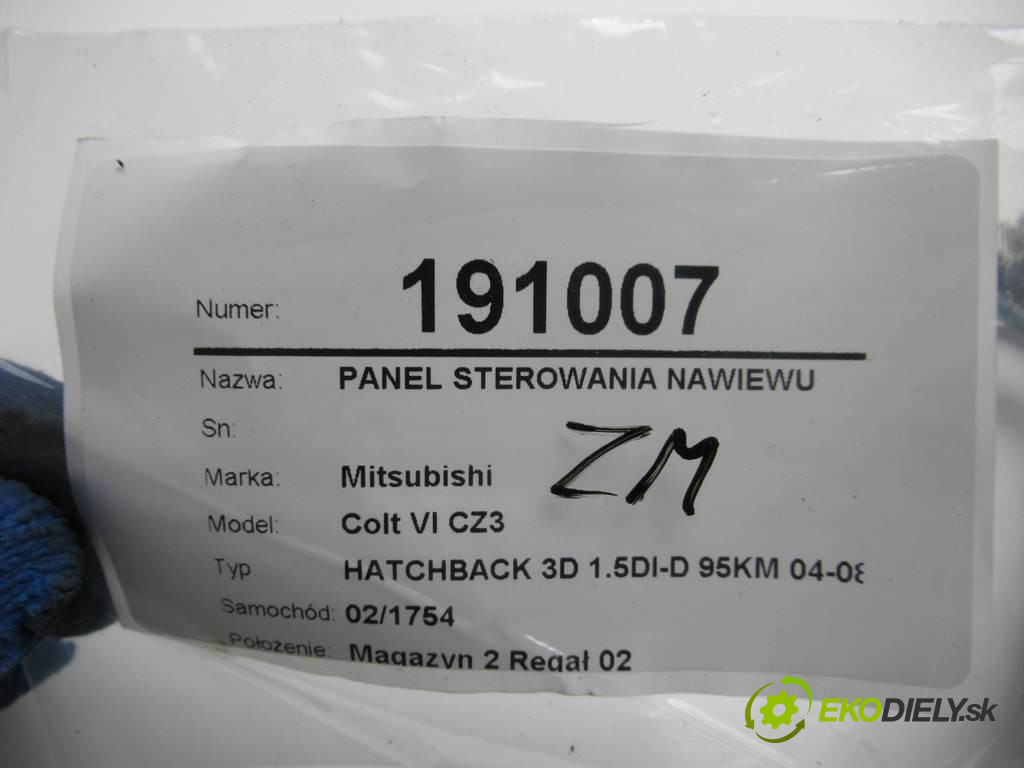 Numer: 191007
Nazwa: PANEL STEROWANIA NAWIEWU
Sn:
ZM
Marka: Mitsubishi
Model: Colt VI CZ3
Typ HATCHBACK 3D 1.5DI-D 95KM 04-08
Samochód: 02/1754
Położenie: Magazyn 2 Regał 02
EKODIELY.sk